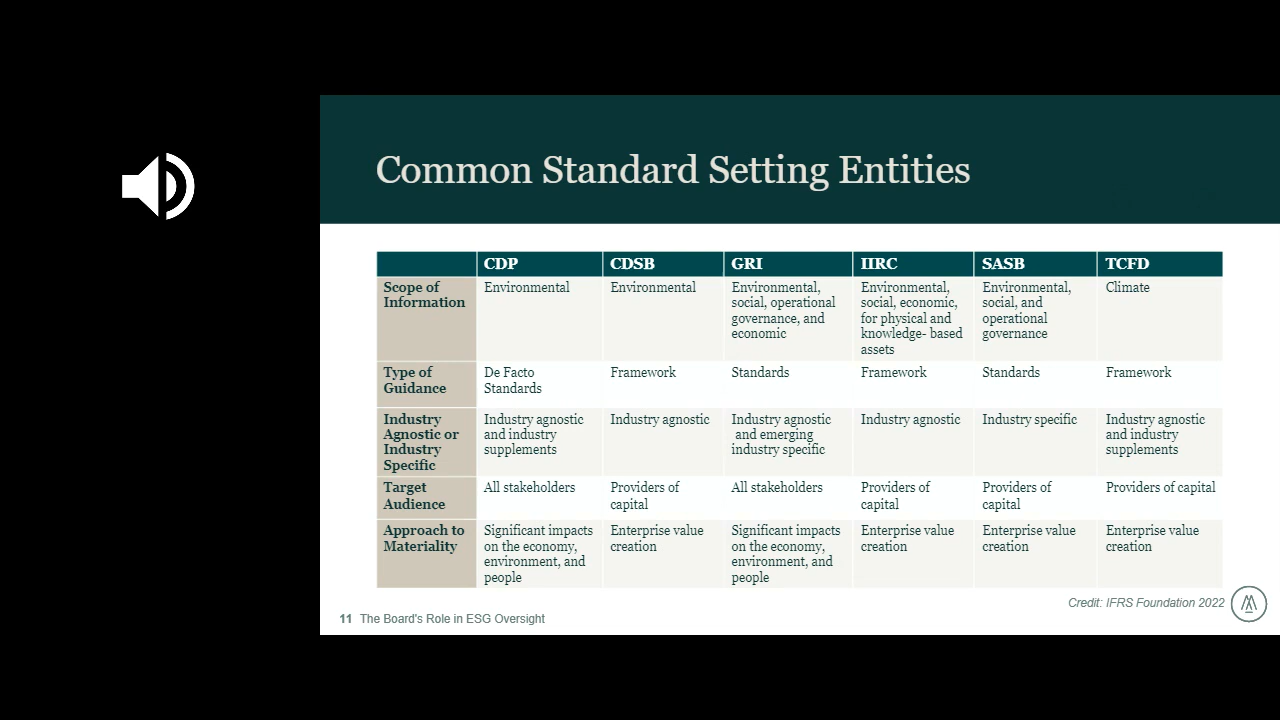 Common Standard Setting Entities
CDP CDSB GRI IIRC SASB TCFD
Scope of
Information
Environmental
Environmental
Environmental,
social, operational
governance, and
economic
Environmental,
social, economic,
for physical and
knowledge- based
assets
Environmental,
social, and
operational
governance
Climate
Type of
Guidance
De Facto
Standards
Framework
Standards
Framework
Standards
Framework
Industry
Agnostic or
Industry
Specific
Industry agnostic
and industry
supplements
Industry agnostic
Industry agnostic
and emerging
industry specific
Industry agnostic
Industry specific
Industry agnostic
and industry
supplements
Target
Audience
All stakeholders
Providers of
capital
All stakeholders
Providers of
capital
Providers of
capital
Providers of capital
Approach to
Materiality
Significant impacts
on the economy,
environment, and
people
Enterprise value
creation
Significant impacts
on the economy,
environment, and
people
Enterprise value
creation
Enterprise value
creation
Enterprise value
creation
Credit: IFRS Foundation 2022
11 The Board's Role in ESG Oversight